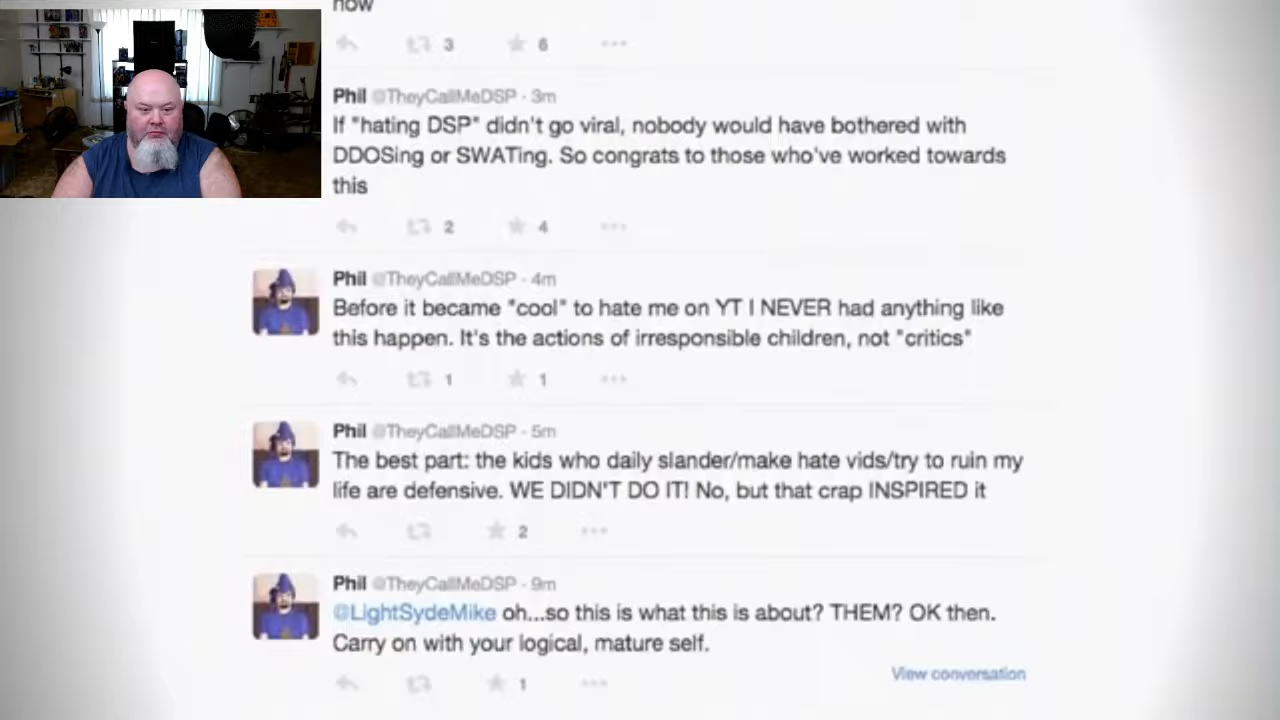 now
3 6
Phil @TheyCallMeDSP · 3m
If "hating DSP" didn't go viral, nobody would have bothered with
DDOSing or SWATing. So congrats to those who've worked towards
this
2 4
Phil @TheyCallMeDSP · 4m
Before it became "cool" to hate me on YT I NEVER had anything like
this happen. It's the actions of irresponsible children, not "critics"
1 1
Phil @TheyCallMeDSP · 5m
The best part: the kids who daily slander/make hate vids/try to ruin my
life are defensive. WE DIDN'T DO IT! No, but that crap INSPIRED it
2
Phil @TheyCallMeDSP · 9m
@LightSydeMike oh...so this is what this is about? THEM? OK then.
Carry on with your logical, mature self.
View conversation
1